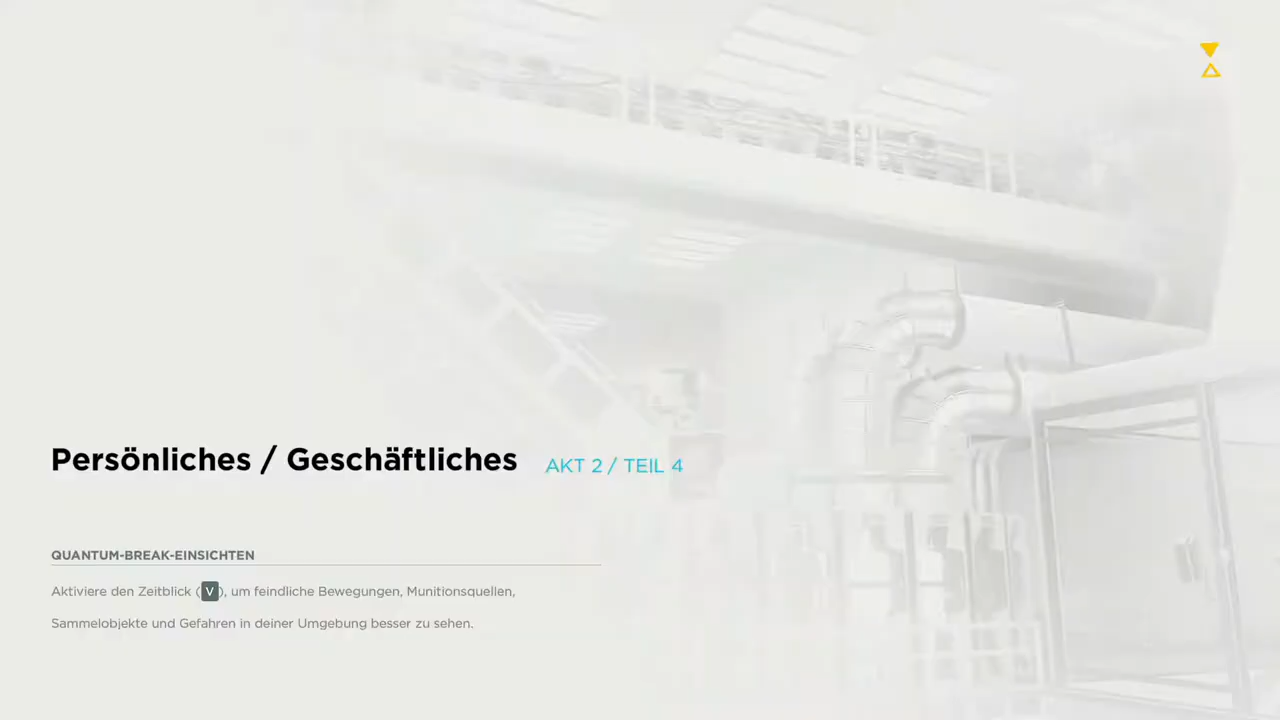 Persönliches / Geschäftliches AKT 2 / TEIL 4
QUANTUM-BREAK-EINSICHTEN
Aktiviere den Zeitblick (V), um feindliche Bewegungen, Munitionsquellen,
Sammelobjekte und Gefahren in deiner Umgebung besser zu sehen.